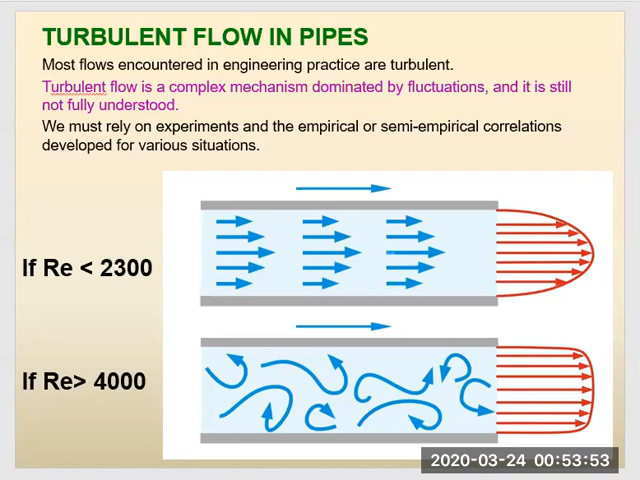 TURBULENT FLOW IN PIPES
Most flows encountered in engineering practice are turbulent.
Turbulent flow is a complex mechanism dominated by fluctuations, and it is still
not fully understood.
We must rely on experiments and the empirical or semi-empirical correlations
developed for various situations.
If Re < 2300
If Re> 4000
2020-03-24 00:53:53